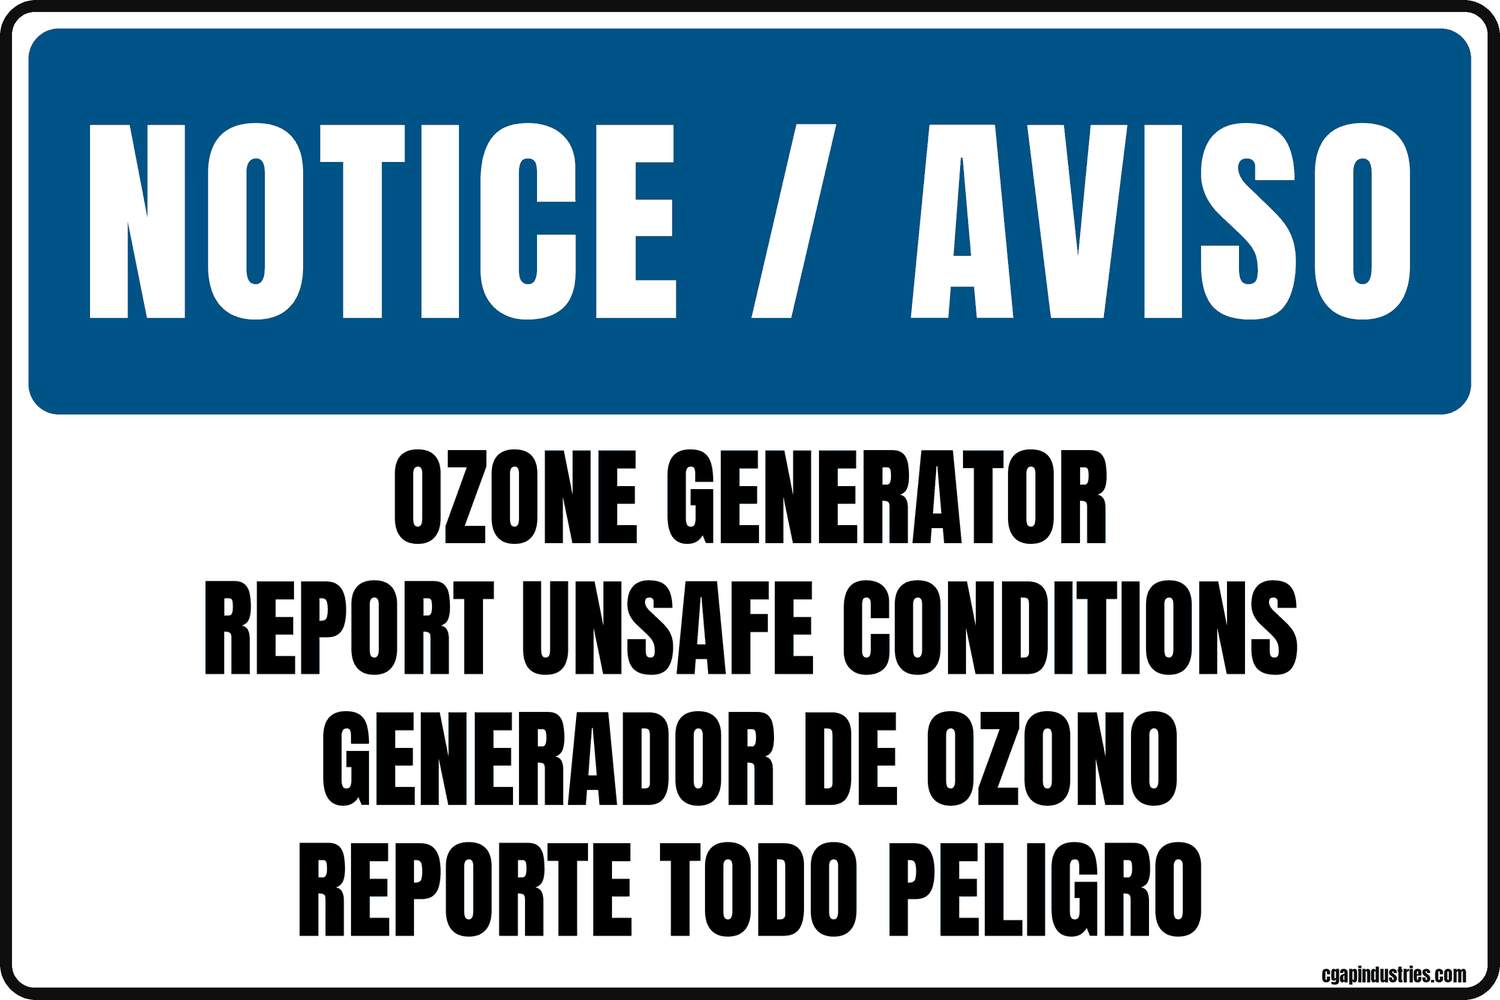 NOTICE / AVISO
OZONE GENERATOR
REPORT UNSAFE CONDITIONS
GENERADOR DE OZONO
REPORTE TODO PELIGRO
cgapindustries.com